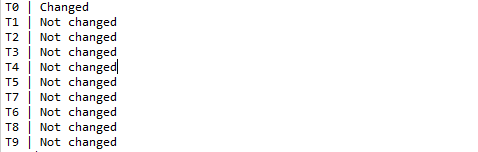 T0 | Changed
T1 | Not changed
T2 | Not changed
T3 | Not changed
T4 | Not changed
T5 | Not changed
T7 | Not changed
T6 | Not changed
T8 | Not changed
T9 | Not changed